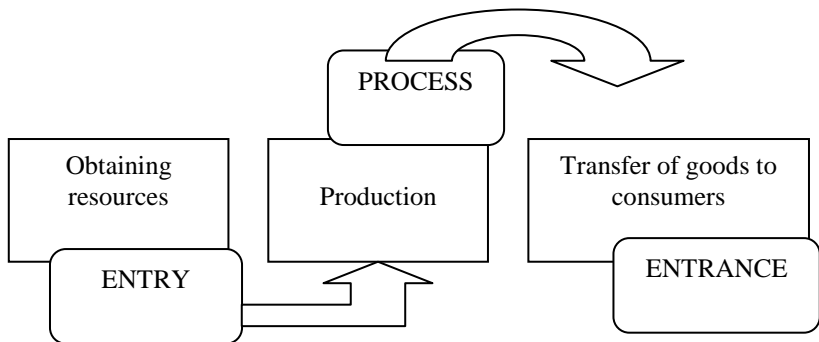 PROCESS
Obtaining
resources
Production
Transfer of goods to
consumers
ENTRY
ENTRANCE